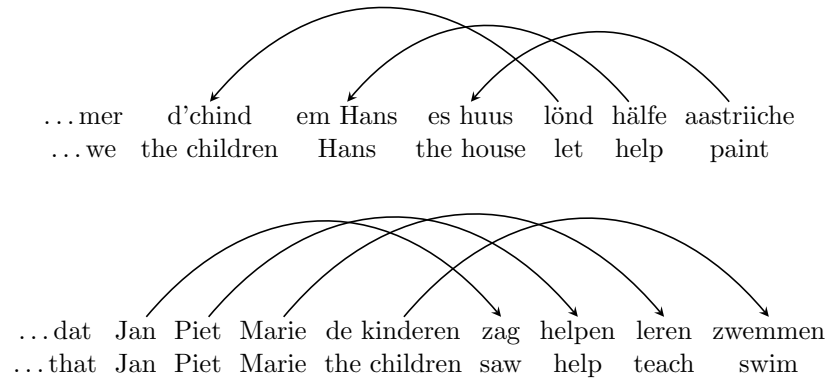 ...mer d'chind em Hans es huus lönd hälfe aastriiche
...we the children Hans the house let help paint
...dat Jan Piet Marie de kinderen zag helpen leren zwemmen
...that Jan Piet Marie the children saw help teach swim